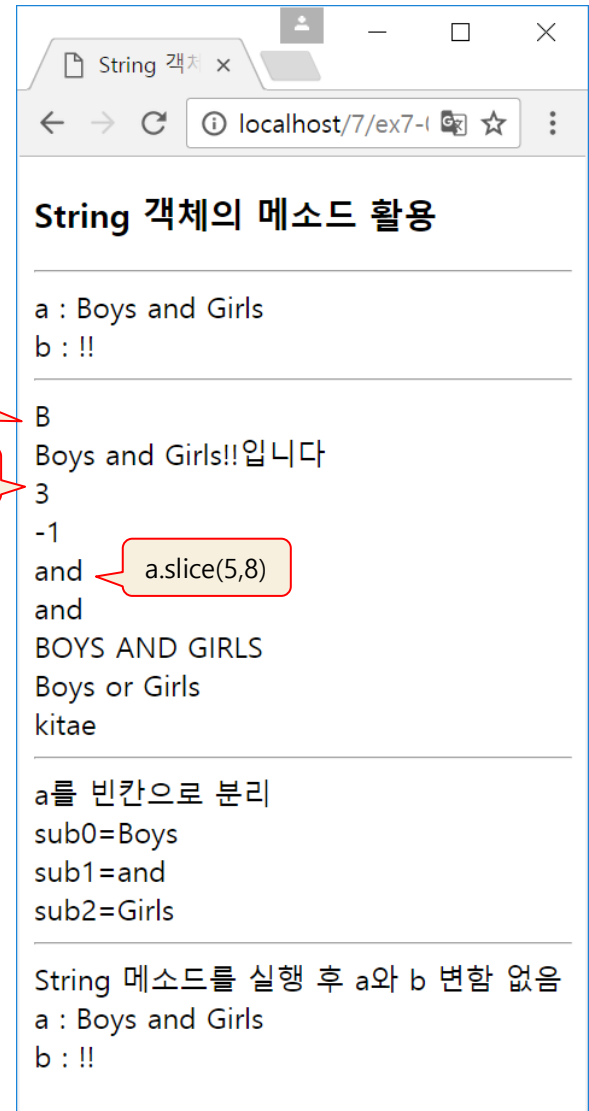 String 객체
localhost/7/ex7-0
String 객체의 메소드 활용
a : Boys and Girls
b : !!
B
Boys and Girls!!입니다
3
-1
and
a.slice(5,8)
and
BOYS AND GIRLS
Boys or Girls
kitae
a를 빈칸으로 분리
sub0=Boys
sub1=and
sub2=Girls
String 메소드를 실행 후 a와 b 변함 없음
a : Boys and Girls
b : !!